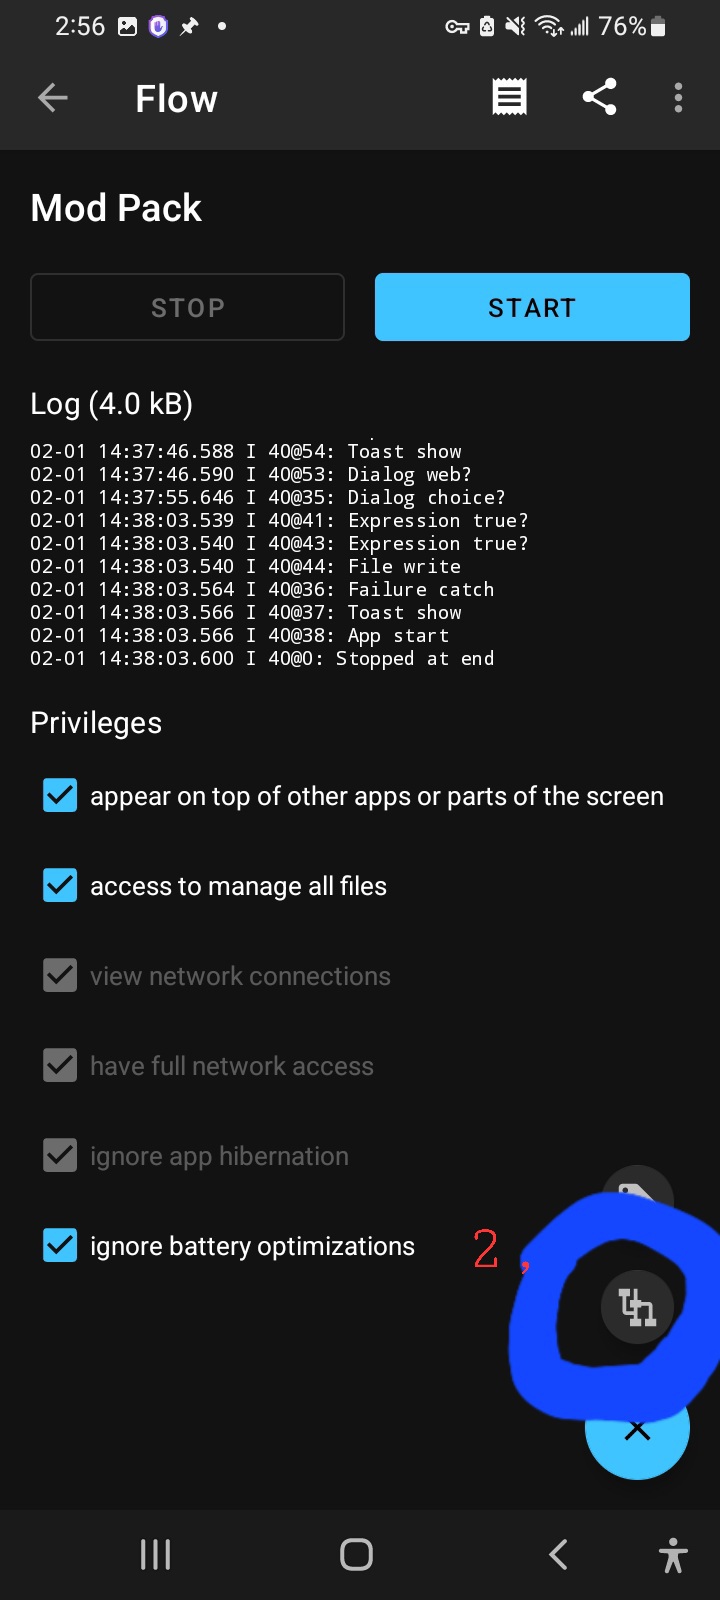 2:56 76%
Flow
Mod Pack
STOP START
Log (4.0 kB)
02-01 14:37:46.588 I 40@54: Toast show
02-01 14:37:46.590 I 40@53: Dialog web?
02-01 14:37:55.646 I 40@35: Dialog choice?
02-01 14:38:03.539 I 40@41: Expression true?
02-01 14:38:03.540 I 40@43: Expression true?
02-01 14:38:03.540 I 40@44: File write
02-01 14:38:03.564 I 40@36: Failure catch
02-01 14:38:03.566 I 40@37: Toast show
02-01 14:38:03.566 I 40@38: App start
02-01 14:38:03.600 I 40@0: Stopped at end
Privileges
appear on top of other apps or parts of the screen
access to manage all files
view network connections
have full network access
ignore app hibernation
ignore battery optimizations 2,